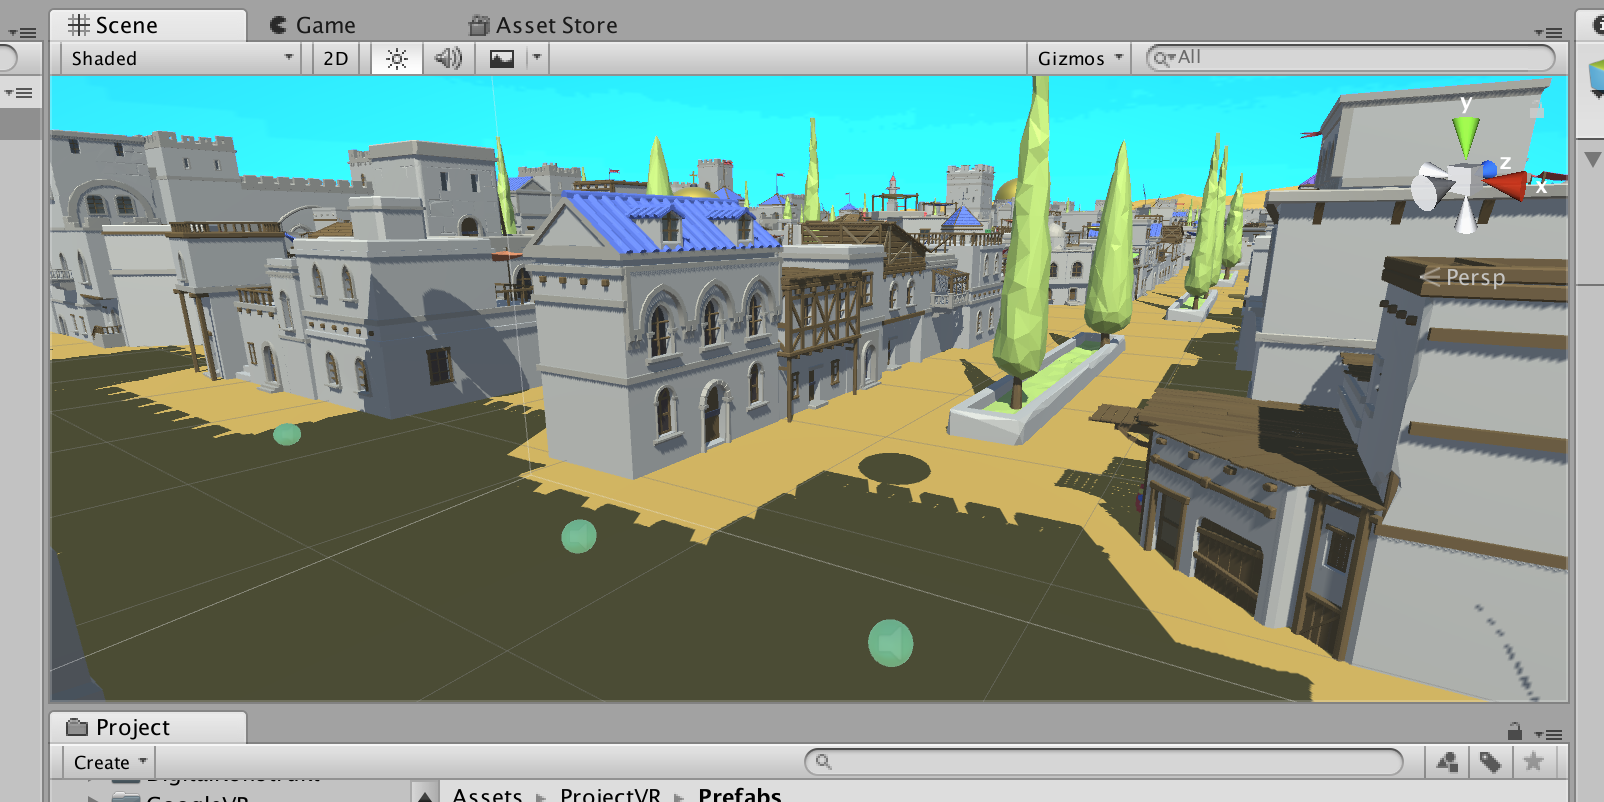 Scene Game Asset Store
Shaded 2D Gizmos All
y
z
x
Persp
Project
Create
GoogleVR
Assets ProjectVR Prefabs